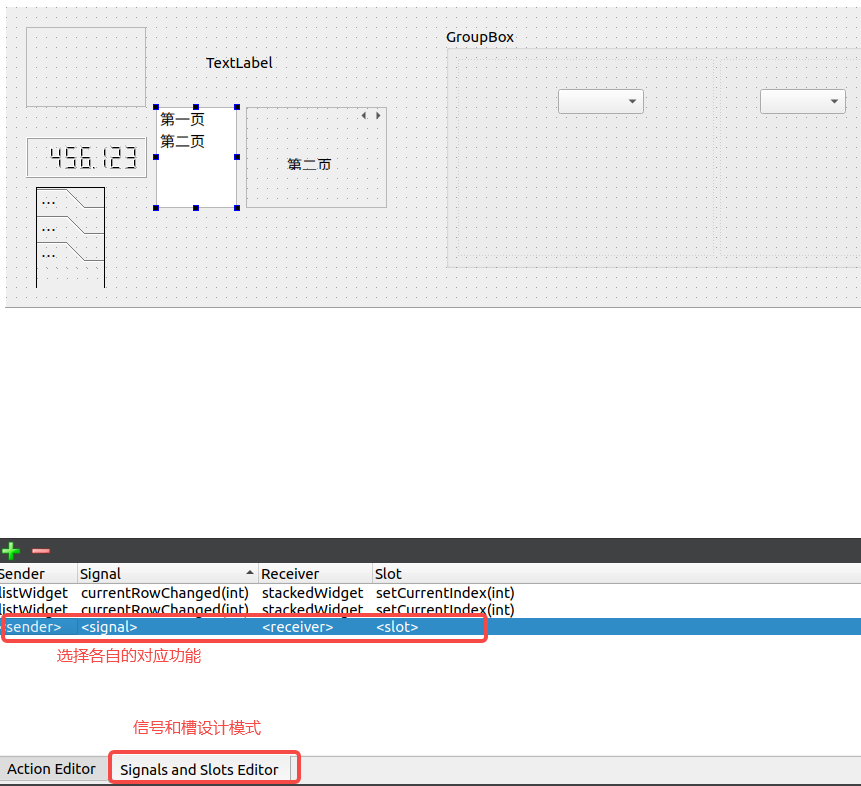 GroupBox
TextLabel
第一页
第二页
第二页
456.123
...
...
...
Sender Signal Receiver Slot
listWidget currentRowChanged(int) stackedWidget setCurrentIndex(int)
listWidget currentRowChanged(int) stackedWidget setCurrentIndex(int)
<sender> <signal> <receiver> <slot>
选择各自的对应功能
信号和槽设计模式
Action Editor Signals and Slots Editor